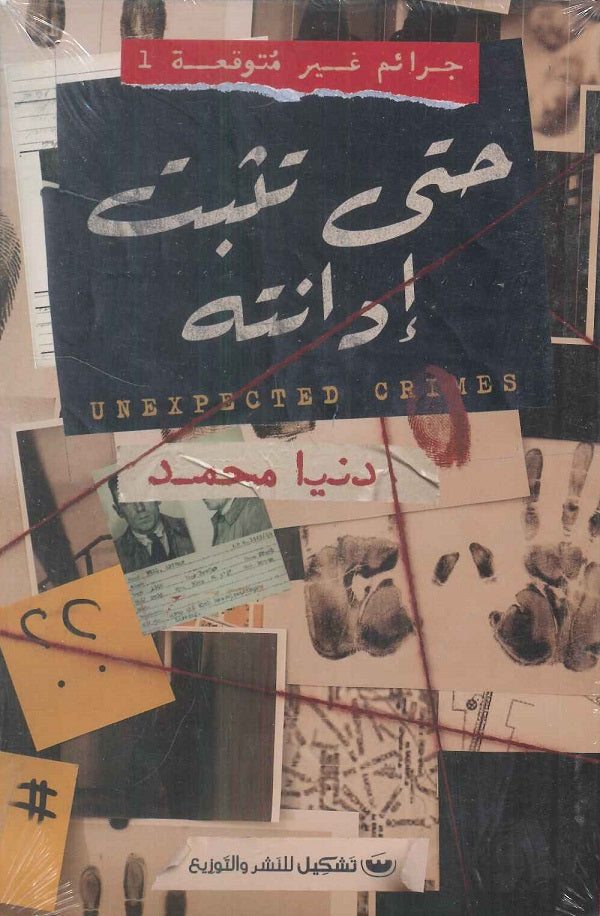 جرائم غير مُتوقعة 1
حتى تثبت
إدانته
UNEXPECTED CRIMES
دنيا محمد
#
تشكيل للنشر والتوزيع